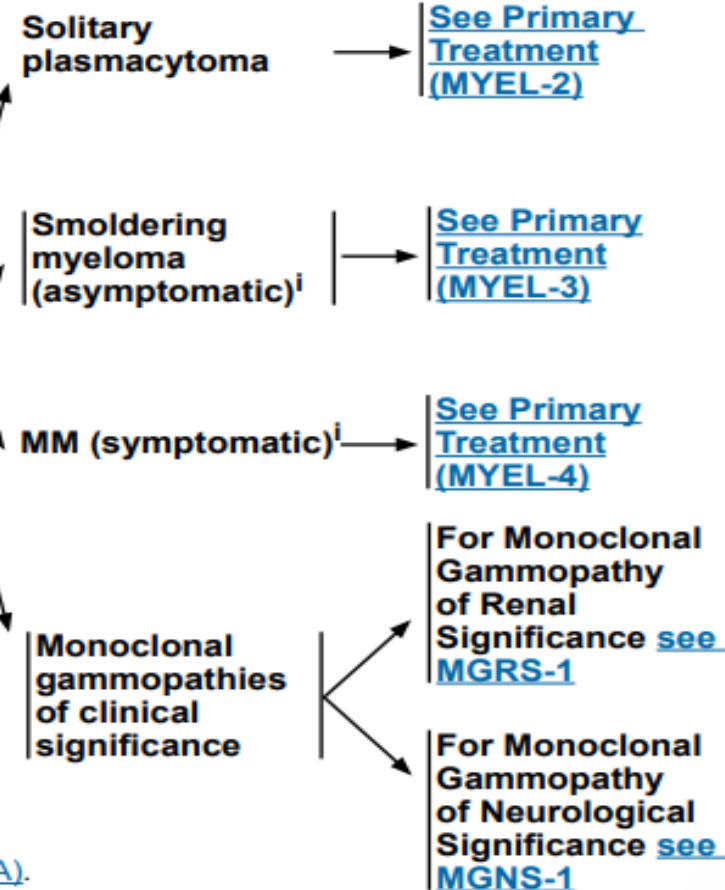 Solitary
plasmacytoma
See Primary
Treatment
(MYEL-2)
Smoldering
myeloma
(asymptomatic)i
See Primary
Treatment
(MYEL-3)
MM (symptomatic)i
See Primary
Treatment
(MYEL-4)
Monoclonal
gammopathies
of clinical
significance
For Monoclonal
Gammopathy
of Renal
Significance see
MGRS-1
For Monoclonal
Gammopathy
of Neurological
Significance see
MGNS-1
A).